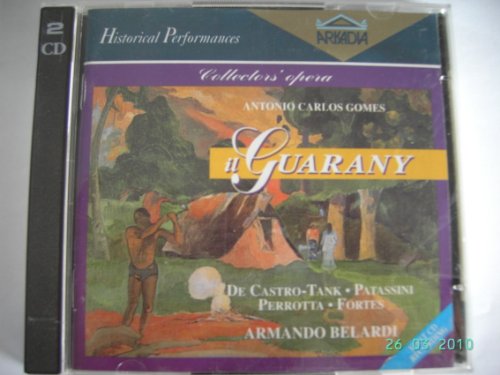 2
CD
Historical Performances
ARKADIA
Collectors' opera
ANTONIO CARLOS GOMES
il GUARANY
DE CASTRO-TANK • PATASSINI
PERROTTA • FORTES
ARMANDO BELARDI
26 03 2010